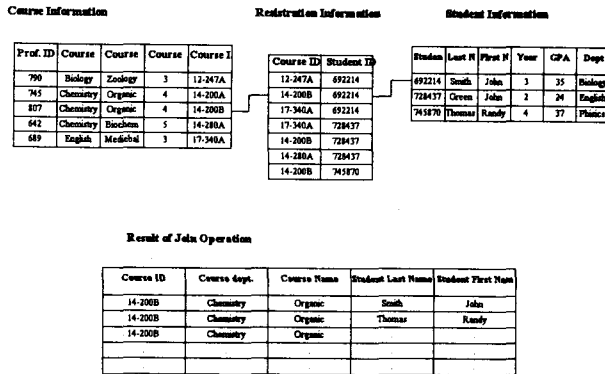 Course Information
Registration Information
Student Information
Prof. ID Course Course Course Course I.
790 Biology Zoology 3 12-247A
745 Chemistry Organic 4 14-200A
807 Chemistry Organic 4 14-200B
642 Chemistry Biochem 5 14-280A
689 English Mediebal 3 17-340A
Course ID Student ID
12-247A 692214
14-200B 692214
17-340A 692214
17-340A 728437
14-200B 728437
14-280A 728437
14-200B 745870
Studen Last N First N Year GPA Dept
692214 Smith John 3 35 Biology
728437 Green John 2 24 English
745870 Thomas Randy 4 37
Result of Join Operation
Course ID Course dept. Course Name Student Last Name Student First Nam
14-200B Chemistry Organic Smith John
14-200B Chemistry Organic Thomas Randy
14-200B Chemistry Organic